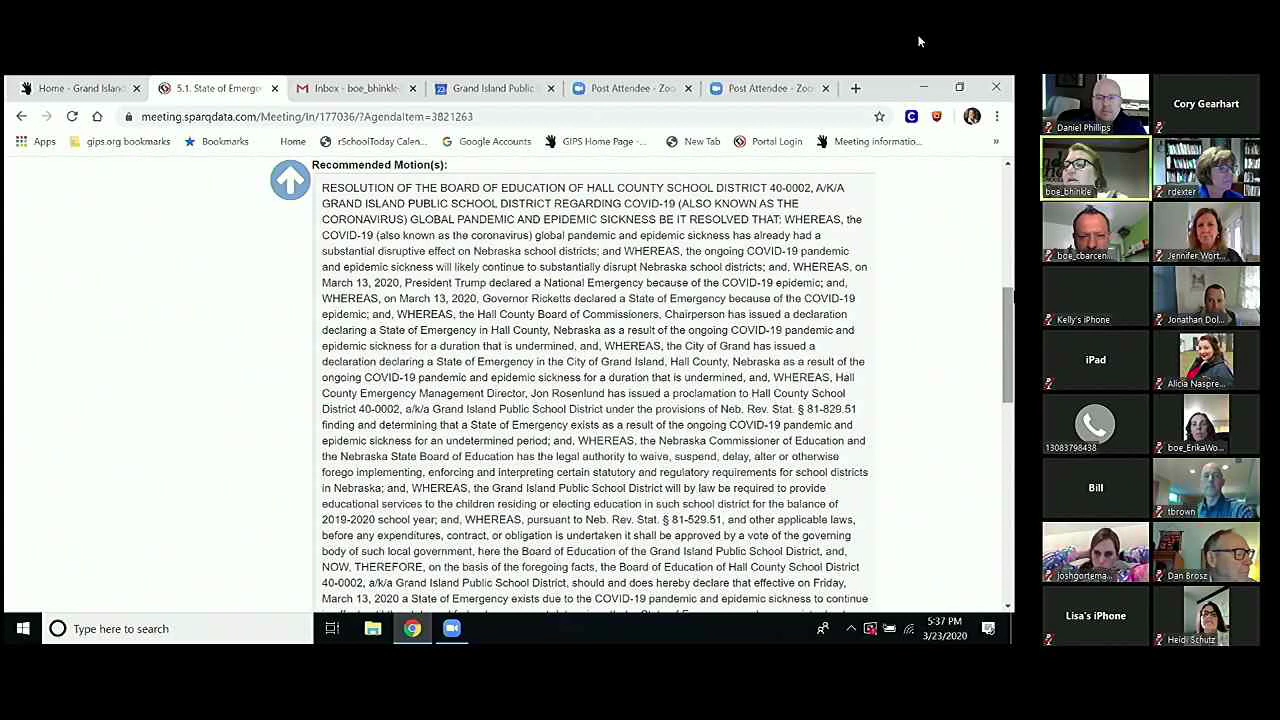 Home - Grand Island
5.1. State of Emerge
Inbox - boe_bhinkle
Grand Island Public
Post Attendee - Zoo
Post Attendee - Zoo
meeting.sparqdata.com/Meeting/In/177036/?AgendaItem=3821263
Apps
gips.org bookmarks
Bookmarks
Home
rSchoolToday Calen...
Google Accounts
GIPS Home Page -...
New Tab
Portal Login
Meeting informatio...
Recommended Motion(s):
RESOLUTION OF THE BOARD OF EDUCATION OF HALL COUNTY SCHOOL DISTRICT 40-0002, A/K/A
GRAND ISLAND PUBLIC SCHOOL DISTRICT REGARDING COVID-19 (ALSO KNOWN AS THE
CORONAVIRUS) GLOBAL PANDEMIC AND EPIDEMIC SICKNESS BE IT RESOLVED THAT: WHEREAS, the
COVID-19 (also known as the coronavirus) global pandemic and epidemic sickness has already had a
substantial disruptive effect on Nebraska school districts; and WHEREAS, the ongoing COVID-19 pandemic
and epidemic sickness will likely continue to substantially disrupt Nebraska school districts; and, WHEREAS, on
March 13, 2020, President Trump declared a National Emergency because of the COVID-19 epidemic; and,
WHEREAS, on March 13, 2020, Governor Ricketts declared a State of Emergency because of the COVID-19
epidemic; and, WHEREAS, the Hall County Board of Commissioners, Chairperson has issued a declaration
declaring a State of Emergency in Hall County, Nebraska as a result of the ongoing COVID-19 pandemic and
epidemic sickness for a duration that is undermined, and, WHEREAS, the City of Grand has issued a
declaration declaring a State of Emergency in the City of Grand Island, Hall County, Nebraska as a result of the
ongoing COVID-19 pandemic and epidemic sickness for a duration that is undermined, and, WHEREAS, Hall
County Emergency Management Director, Jon Rosenlund has issued a proclamation to Hall County School
District 40-0002, a/k/a Grand Island Public School District under the provisions of Neb. Rev. Stat. § 81-829.51
finding and determining that a State of Emergency exists as a result of the ongoing COVID-19 pandemic and
epidemic sickness for an undetermined period; and, WHEREAS, the Nebraska Commissioner of Education and
the Nebraska State Board of Education has the legal authority to waive, suspend, delay, alter or otherwise
forego implementing, enforcing and interpreting certain statutory and regulatory requirements for school districts
in Nebraska; and, WHEREAS, the Grand Island Public School District will by law be required to provide
educational services to the children residing or electing education in such school district for the balance of
2019-2020 school year; and, WHEREAS, pursuant to Neb. Rev. Stat. § 81-529.51, and other applicable laws,
before any expenditures, contract, or obligation is undertaken it shall be approved by a vote of the governing
body of such local government, here the Board of Education of the Grand Island Public School District, and,
NOW, THEREFORE, on the basis of the foregoing facts, the Board of Education of Hall County School District
40-0002, a/k/a Grand Island Public School District, should and does hereby declare that effective on Friday,
March 13, 2020 a State of Emergency exists due to the COVID-19 pandemic and epidemic sickness to continue
Type here to search
5:37 PM
3/23/2020
Daniel Phillips
Cory Gearhart
boe_bhinkle
rdexter
boe_cbarcen...
Jennifer Wort...
Kelly's iPhone
Jonathan Dol...
iPad
Alicia Naspre...
13083798438
boe_ErikaWo...
Bill
tbrown
Joshgortema...
Dan Brosz
Lisa's iPhone
Heidi Schutz